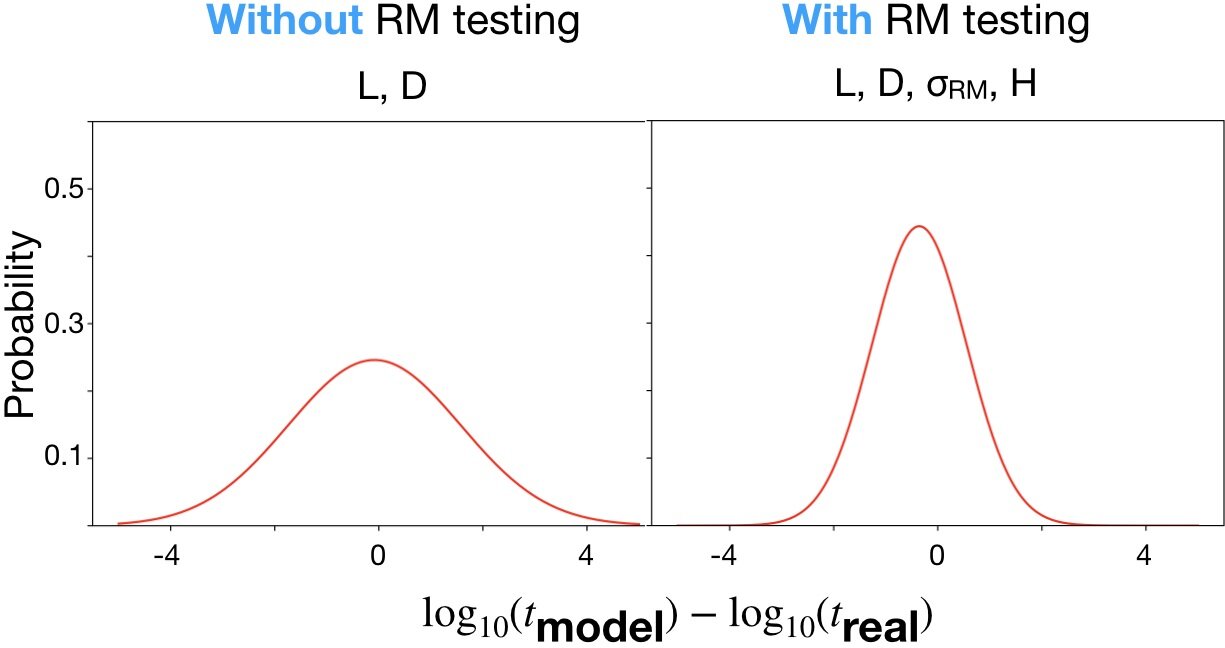 Without RM testing
With RM testing
L, D
L, D, σRM, H
Probability
0.5
0.3
0.1
-4
0
4
-4
0
4
log10(tmodel) − log10(treal)